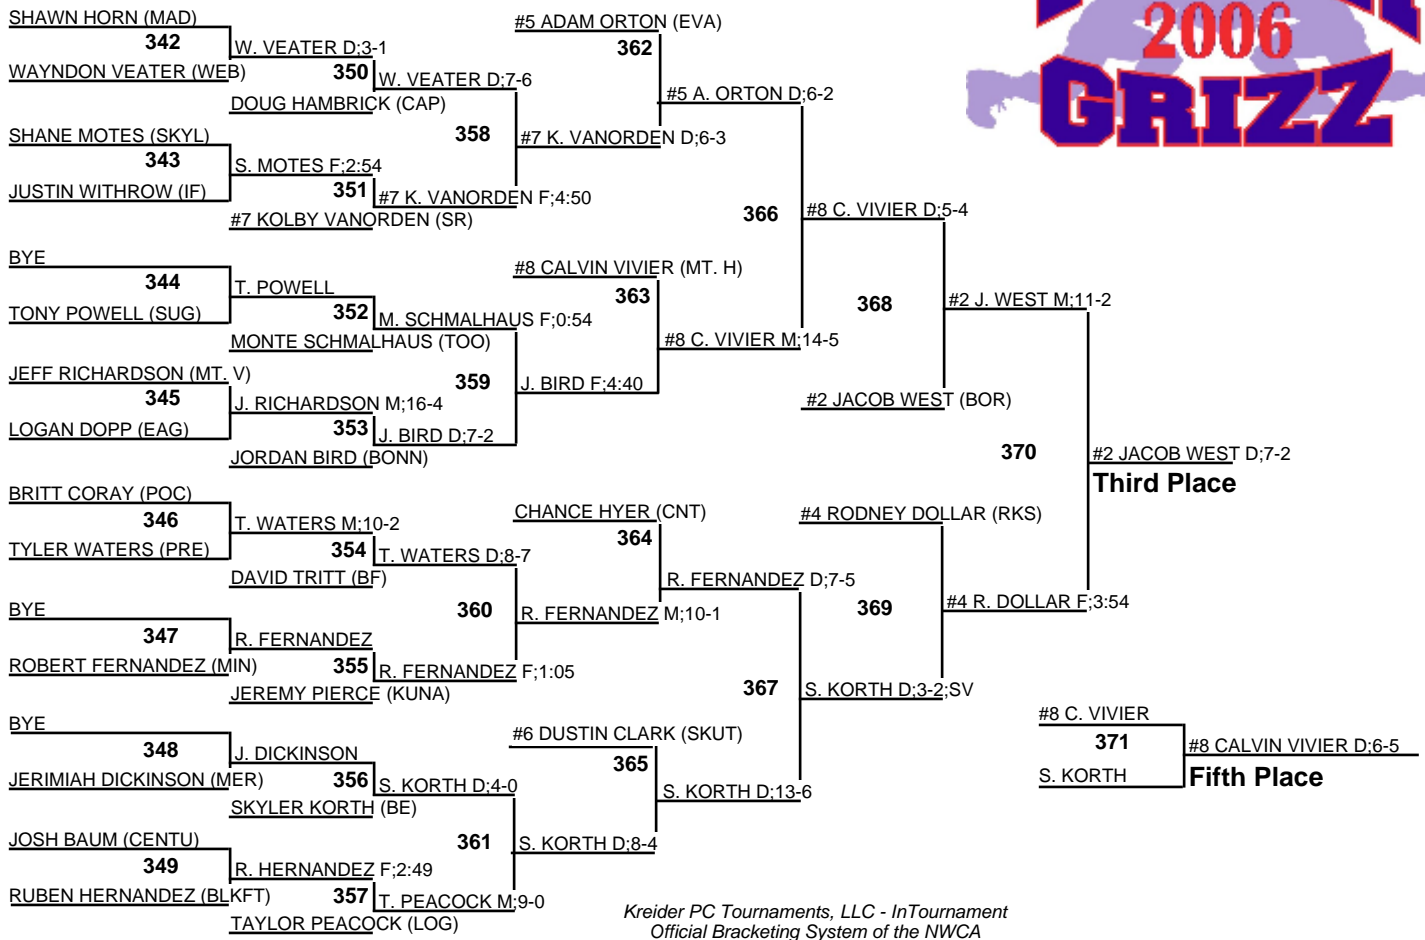 SHAWN HORN (MAD)
342
WAYNDON VEATER (WEB)
W. VEATER D;3-1
350
DOUG HAMBRICK (CAP)
W. VEATER D;7-6
SHANE MOTES (SKYL)
343
JUSTIN WITHROW (IF)
S. MOTES F;2:54
351
#7 KOLBY VANORDEN (SR)
#7 K. VANORDEN F;4:50
358
#7 K. VANORDEN D;6-3
#5 ADAM ORTON (EVA)
362
#5 A. ORTON D;6-2
BYE
344
TONY POWELL (SUG)
T. POWELL
352
MONTE SCHMALHAUS (TOO)
M. SCHMALHAUS F;0:54
JEFF RICHARDSON (MT. V)
345
LOGAN DOPP (EAG)
J. RICHARDSON M;16-4
353
JORDAN BIRD (BONN)
J. BIRD D;7-2
359
J. BIRD F;4:40
#8 CALVIN VIVIER (MT. H)
363
#8 C. VIVIER M;14-5
366
#8 C. VIVIER D;5-4
368
#2 JACOB WEST (BOR)
#2 J. WEST M;11-2
BRITT CORAY (POC)
346
TYLER WATERS (PRE)
T. WATERS M;10-2
354
DAVID TRITT (BF)
T. WATERS D;8-7
BYE
347
ROBERT FERNANDEZ (MIN)
R. FERNANDEZ
355
JEREMY PIERCE (KUNA)
R. FERNANDEZ F;1:05
360
R. FERNANDEZ M;10-1
CHANCE HYER (CNT)
364
R. FERNANDEZ D;7-5
BYE
348
JERIMIAH DICKINSON (MER)
J. DICKINSON
356
SKYLER KORTH (BE)
S. KORTH D;4-0
JOSH BAUM (CENTU)
349
RUBEN HERNANDEZ (BLKFT)
R. HERNANDEZ F;2:49
357
TAYLOR PEACOCK (LOG)
T. PEACOCK M;9-0
361
S. KORTH D;8-4
#6 DUSTIN CLARK (SKUT)
365
S. KORTH D;13-6
367
S. KORTH D;3-2;SV
#4 RODNEY DOLLAR (RKS)
369
#4 R. DOLLAR F;3:54
370
#2 JACOB WEST D;7-2
Third Place
#8 C. VIVIER
371
S. KORTH
#8 CALVIN VIVIER D;6-5
Fifth Place
2006
GRIZZ
Kreider PC Tournaments, LLC - InTournament
Official Bracketing System of the NWCA